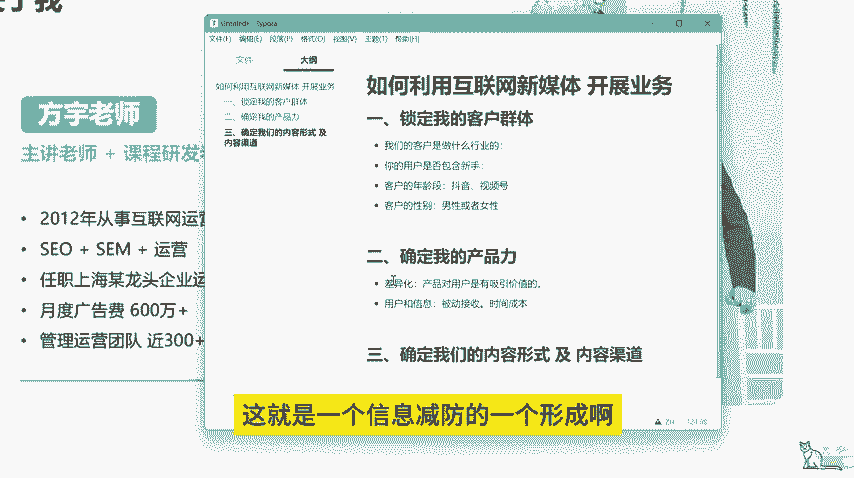 于我
方宇老师
主讲老师 + 课程研发
• 2012年从事互联网运营
• SEO + SEM + 运营
• 任职上海某龙头企业运
• 月度广告费 600万+
• 管理运营团队 近300+
untitled• - Typora
文件(F) 编辑(E) 段落(P) 格式(O) 视图(V) 主题(T) 帮助(H)
文件 大纲
如何利用互联网新媒体 开展业务
一、锁定我的客户群体
二、确定我的产品力
三、确定我们的内容形式 及
内容渠道
如何利用互联网新媒体 开展业务
一、锁定我的客户群体
• 我们的客户是做什么行业的:
• 你的用户是否包含新手:
• 客户的年龄段: 抖音、视频号
• 客户的性别: 男性或者女性
二、确定我的产品力
• 差异化: 产品对用户是有吸引价值的。
• 用户和信息: 被动接收。时间成本
三、确定我们的内容形式 及 内容渠道
这就是一个信息减防的一个形成啊